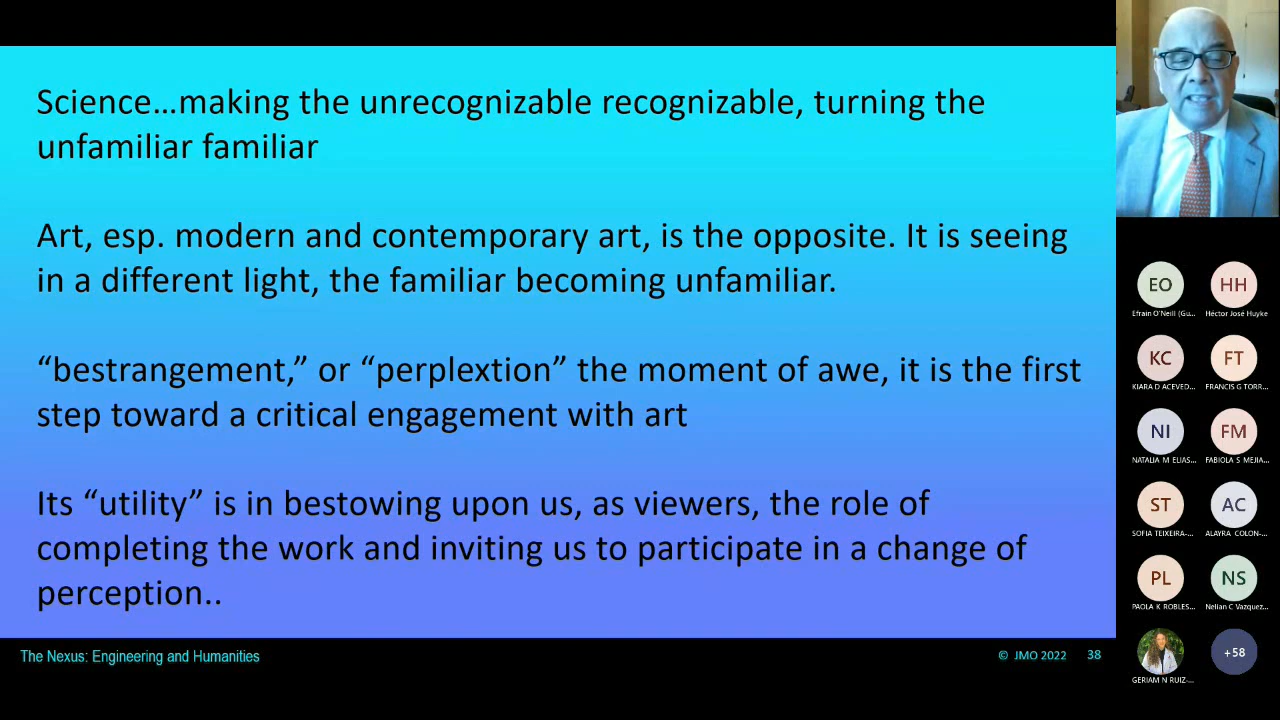 Science…making the unrecognizable recognizable, turning the
unfamiliar familiar
Art, esp. modern and contemporary art, is the opposite. It is seeing
in a different light, the familiar becoming unfamiliar.
“bestrangement,” or “perplextion” the moment of awe, it is the first
step toward a critical engagement with art
Its “utility” is in bestowing upon us, as viewers, the role of
completing the work and inviting us to participate in a change of
perception..
The Nexus: Engineering and Humanities
© JMO 2022 38
EO
HH
Efrain O'Neill (Gu...
Héctor José Huyke
KC
FT
KIARA D ACEVED...
FRANCIS G TORR...
NI
FM
NATALIA M ELIAS...
FABIOLA S MEJIA...
ST
AC
SOFIA TEIXEIRA-...
ALAYRA COLON-...
PL
NS
PAOLA K ROBLES...
Nelian C Vazquez...
+58
GERIAM N RUIZ-...